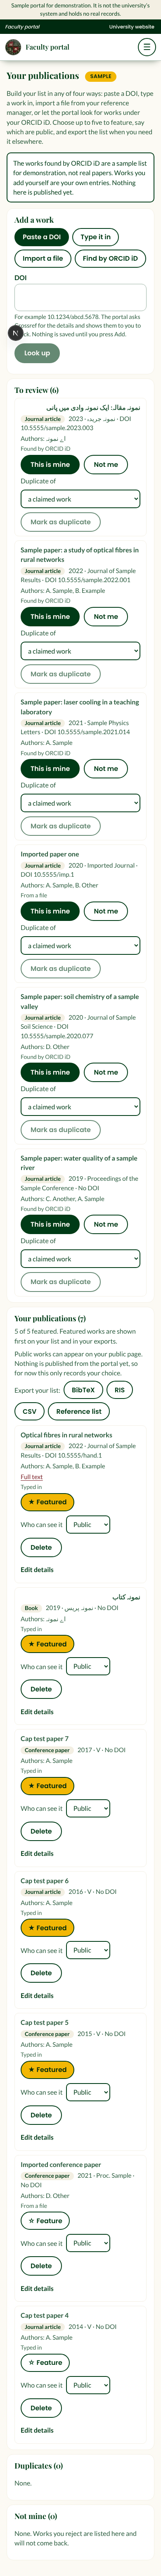 Sample portal for demonstration. It is not the university's
system and holds no real records.
Faculty portal
University website
Faculty portal
Your publications
SAMPLE
Build your list in any of four ways: paste a DOI, type
a work in, import a file from your reference
manager, or let the portal look for works under
your ORCID iD. Choose up to five to feature, say
which are public, and export the list when you need
it elsewhere.
The works found by ORCID iD are a sample list
for demonstration, not real papers. Works you
add yourself are your own entries. Nothing
here is published yet.
Add a work
Paste a DOI
Type it in
Import a file
Find by ORCID iD
DOI
For example 10.1234/abcd.5678. The portal asks
for the details and shows them you to
Nothing is saved until you press Add.
N
Look up
To review (6)
نمونہ مقالہ: ایک نمونہ وادی میں پانی
Journal article 2023 · نمونہ جریدہ · DOI
10.5555/sample.2023.003
Authors: اے نمونہ
Found by ORCID iD
This is mine
Not me
Duplicate of
a claimed work
Mark as duplicate
Sample paper: a study of optical fibres in
rural networks
Journal article 2022 · Journal of Sample
Results · DOI 10.5555/sample.2022.001
Authors: A. Sample, B. Example
Found by ORCID iD
This is mine
Not me
Duplicate of
a claimed work
Mark as duplicate
Sample paper: laser cooling in a teaching
laboratory
Journal article 2021 · Sample Physics
Letters · DOI 10.5555/sample.2021.014
Authors: A. Sample
Found by ORCID iD
This is mine
Not me
Duplicate of
a claimed work
Mark as duplicate
Imported paper one
Journal article 2020 · Imported Journal ·
DOI 10.5555/imp.1
Authors: A. Sample, B. Other
From a file
This is mine
Not me
Duplicate of
a claimed work
Mark as duplicate
Sample paper: soil chemistry of a sample
valley
Journal article 2020 · Journal of Sample
Soil Science · DOI
10.5555/sample.2020.077
Authors: D. Other
Found by ORCID iD
This is mine
Not me
Duplicate of
a claimed work
Mark as duplicate
Sample paper: water quality of a sample
river
Journal article 2019 · Proceedings of the
Sample Conference · No DOI
Authors: C. Another, A. Sample
Found by ORCID iD
This is mine
Not me
Duplicate of
a claimed work
Mark as duplicate
Your publications (7)
5 of 5 featured. Featured works are shown
first on your list and in your exports.
Public works can appear on your public page.
Nothing is published from the portal yet, so
for now this only records your choice.
Export your list:
BibTeX
RIS
CSV
Reference list
Optical fibres in rural networks
Journal article 2022 · Journal of Sample
Results · DOI 10.5555/hand.1
Authors: A. Sample, B. Example
Full text
Typed in
★ Featured
Who can see it Public
Delete
Edit details
نمونہ کتاب
Book 2019 · نمونہ پریس · No DOI
Authors: اے نمونہ
Typed in
★ Featured
Who can see it Public
Delete
Edit details
Cap test paper 7
Conference paper 2017 · V · No DOI
Authors: A. Sample
Typed in
★ Featured
Who can see it Public
Delete
Edit details
Cap test paper 6
Journal article 2016 · V · No DOI
Authors: A. Sample
Typed in
★ Featured
Who can see it Public
Delete
Edit details
Cap test paper 5
Conference paper 2015 · V · No DOI
Authors: A. Sample
Typed in
★ Featured
Who can see it Public
Delete
Edit details
Imported conference paper
Conference paper 2021 · Proc. Sample ·
No DOI
Authors: D. Other
From a file
☆ Feature
Who can see it Public
Delete
Edit details
Cap test paper 4
Journal article 2014 · V · No DOI
Authors: A. Sample
Typed in
☆ Feature
Who can see it Public
Delete
Edit details
Duplicates (0)
None.
Not mine (0)
None. Works you reject are listed here and
will not come back.